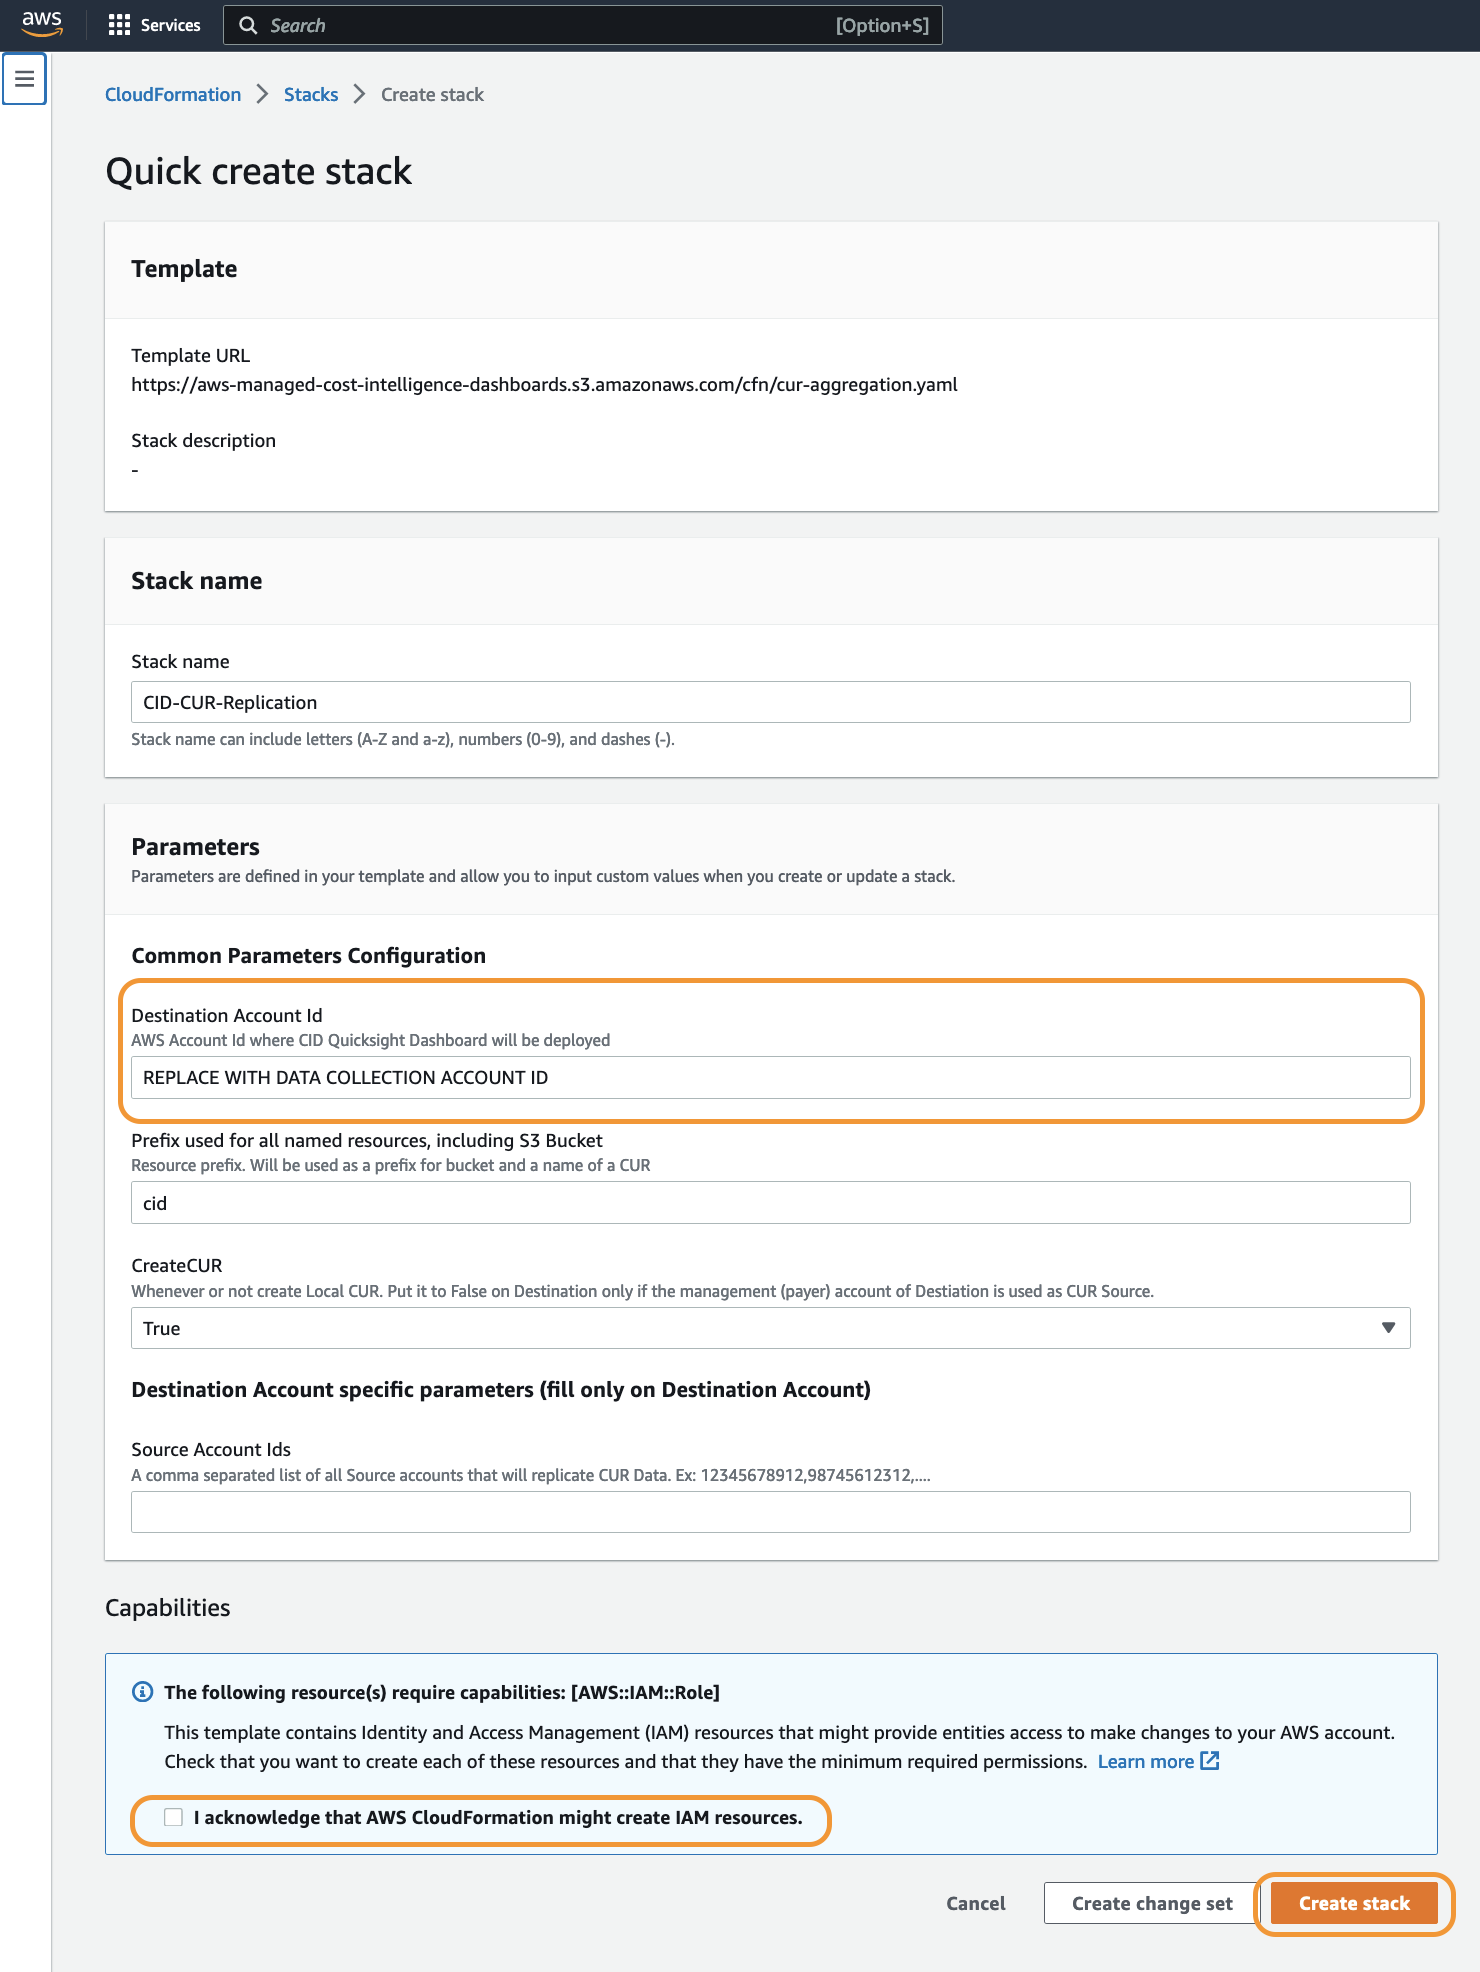 aws Services Search [Option+S]
CloudFormation > Stacks > Create stack
Quick create stack
Template
Template URL
https://aws-managed-cost-intelligence-dashboards.s3.amazonaws.com/cfn/cur-aggregation.yaml
Stack description
-
Stack name
Stack name
CID-CUR-Replication
Stack name can include letters (A-Z and a-z), numbers (0-9), and dashes (-).
Parameters
Parameters are defined in your template and allow you to input custom values when you create or update a stack.
Common Parameters Configuration
Destination Account Id
AWS Account Id where CID Quicksight Dashboard will be deployed
REPLACE WITH DATA COLLECTION ACCOUNT ID
Prefix used for all named resources, including S3 Bucket
Resource prefix. Will be used as a prefix for bucket and a name of a CUR
cid
CreateCUR
Whenever or not create Local CUR. Put it to False on Destination only if the management (payer) account of Destiation is used as CUR Source.
True
Destination Account specific parameters (fill only on Destination Account)
Source Account Ids
A comma separated list of all Source accounts that will replicate CUR Data. Ex: 12345678912,98745612312,....
Capabilities
The following resource(s) require capabilities: [AWS::IAM::Role]
This template contains Identity and Access Management (IAM) resources that might provide entities access to make changes to your AWS account.
Check that you want to create each of these resources and that they have the minimum required permissions. Learn more
I acknowledge that AWS CloudFormation might create IAM resources.
Cancel Create change set Create stack